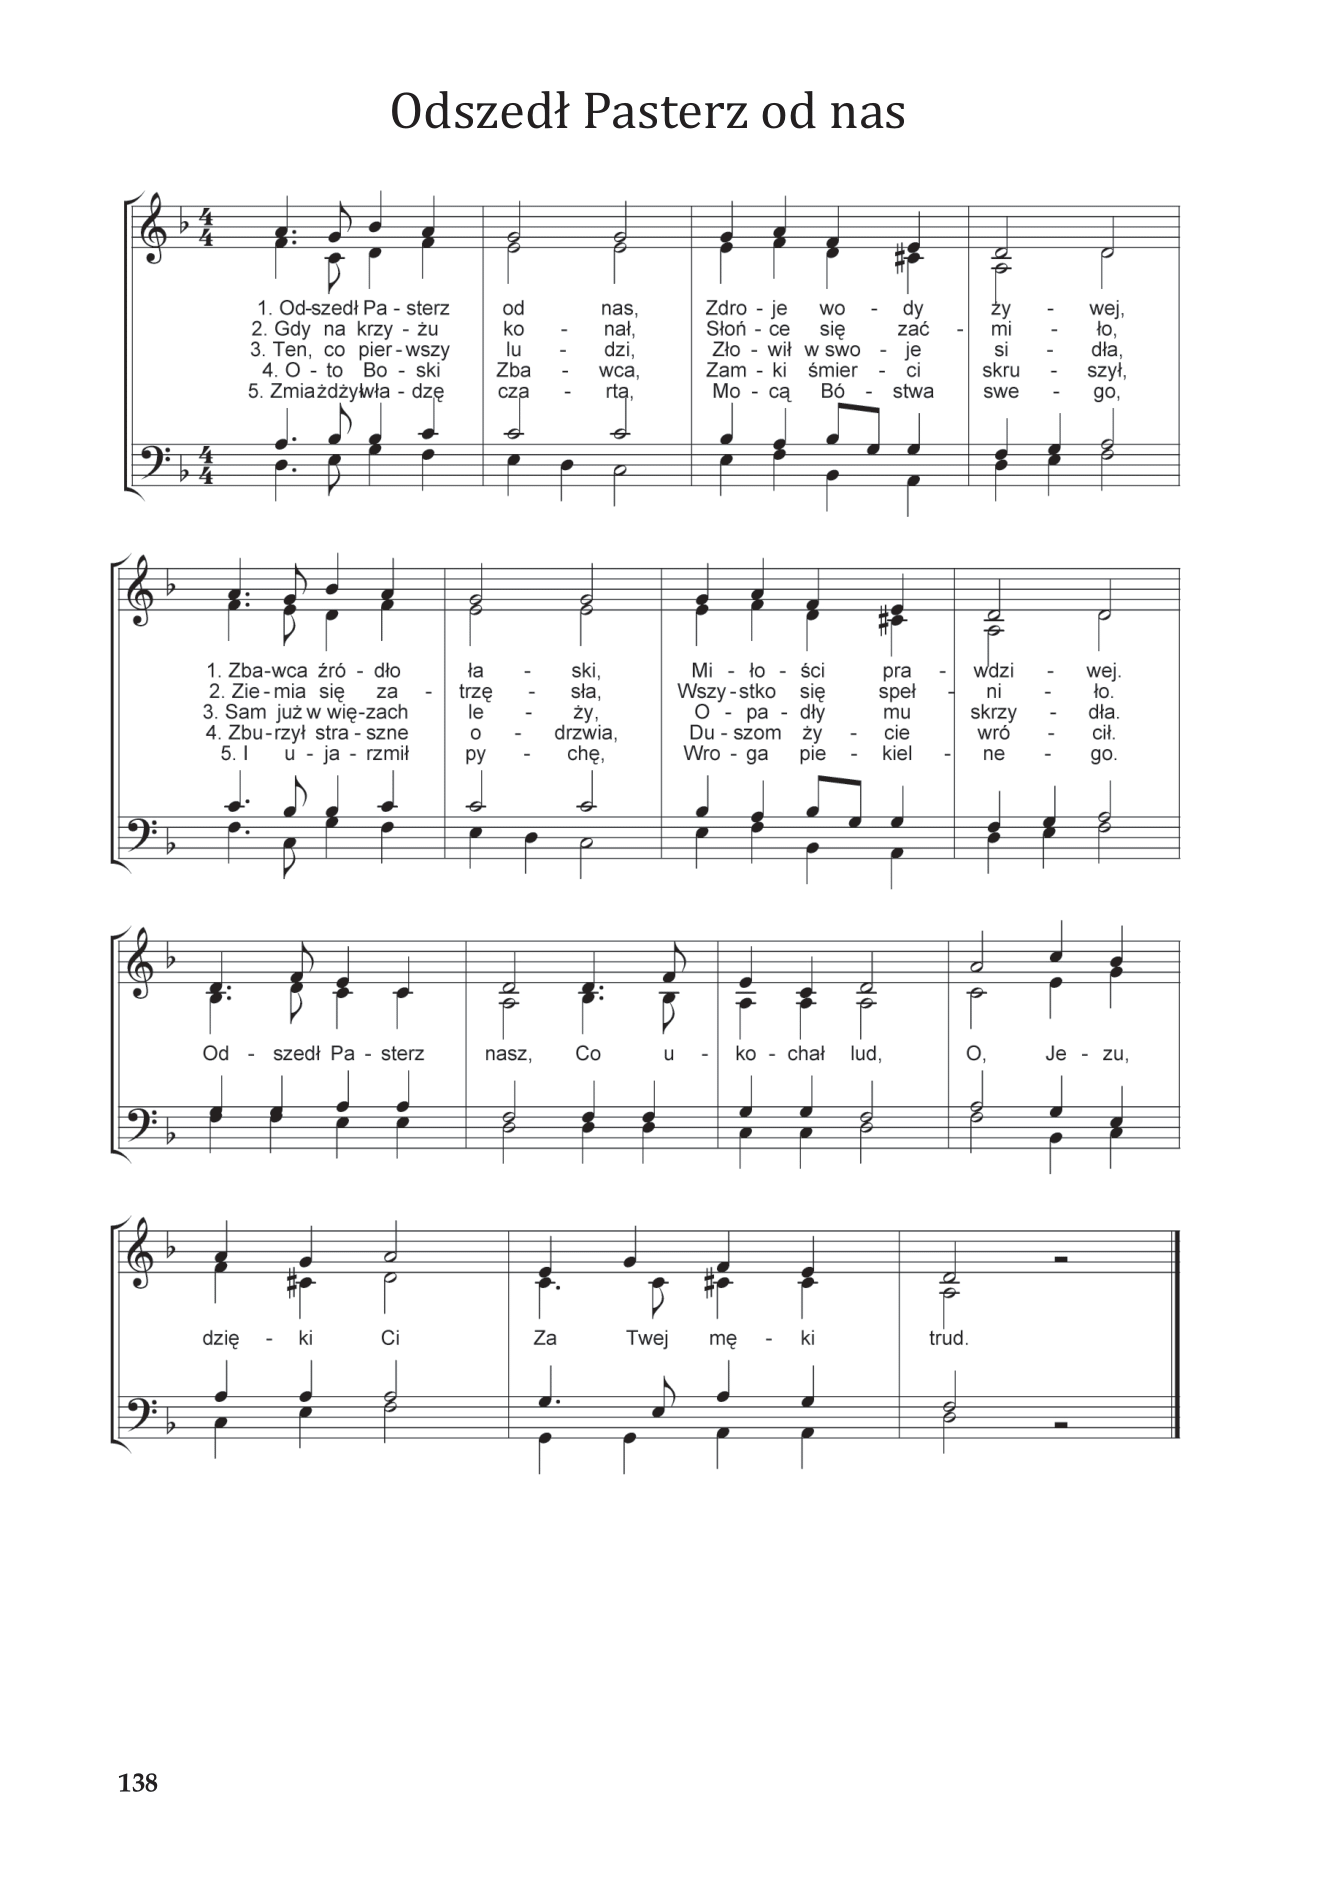 Odszedł Pasterz od nas
1. Od-szedł Pa - sterz od nas, Zdro - je wo - dy ży - wej,
2. Gdy na krzy - żu ko - nał, Słoń - ce się zać - mi - ło,
3. Ten, co pier - wszy lu - dzi, Zło - wił w swo - je si - dła,
4. O - to Bo - ski Zba - wca, Zam - ki śmier - ci skru - szył,
5. Zmiażdżył wła - dzę cza - rta, Mo - cą Bó - stwa swe - go,
1. Zba-wca źró - dło ła - ski, Mi - ło - ści pra - wdzi - wej.
2. Zie - mia się za - trzę - sła, Wszy - stko się speł - ni - ło.
3. Sam już w wię - zach le - ży, O - pa - dły mu skrzy - dła.
4. Zbu - rzył stra - szne o - drzwia, Du - szom ży - cie wró - cił.
5. I u - ja - rzmił py - chę, Wro - ga pie - kiel - ne - go.
Od - szedł Pa - sterz nasz, Co u - ko - chał lud, O, Je - zu,
dzię - ki Ci Za Twej mę - ki trud.
138